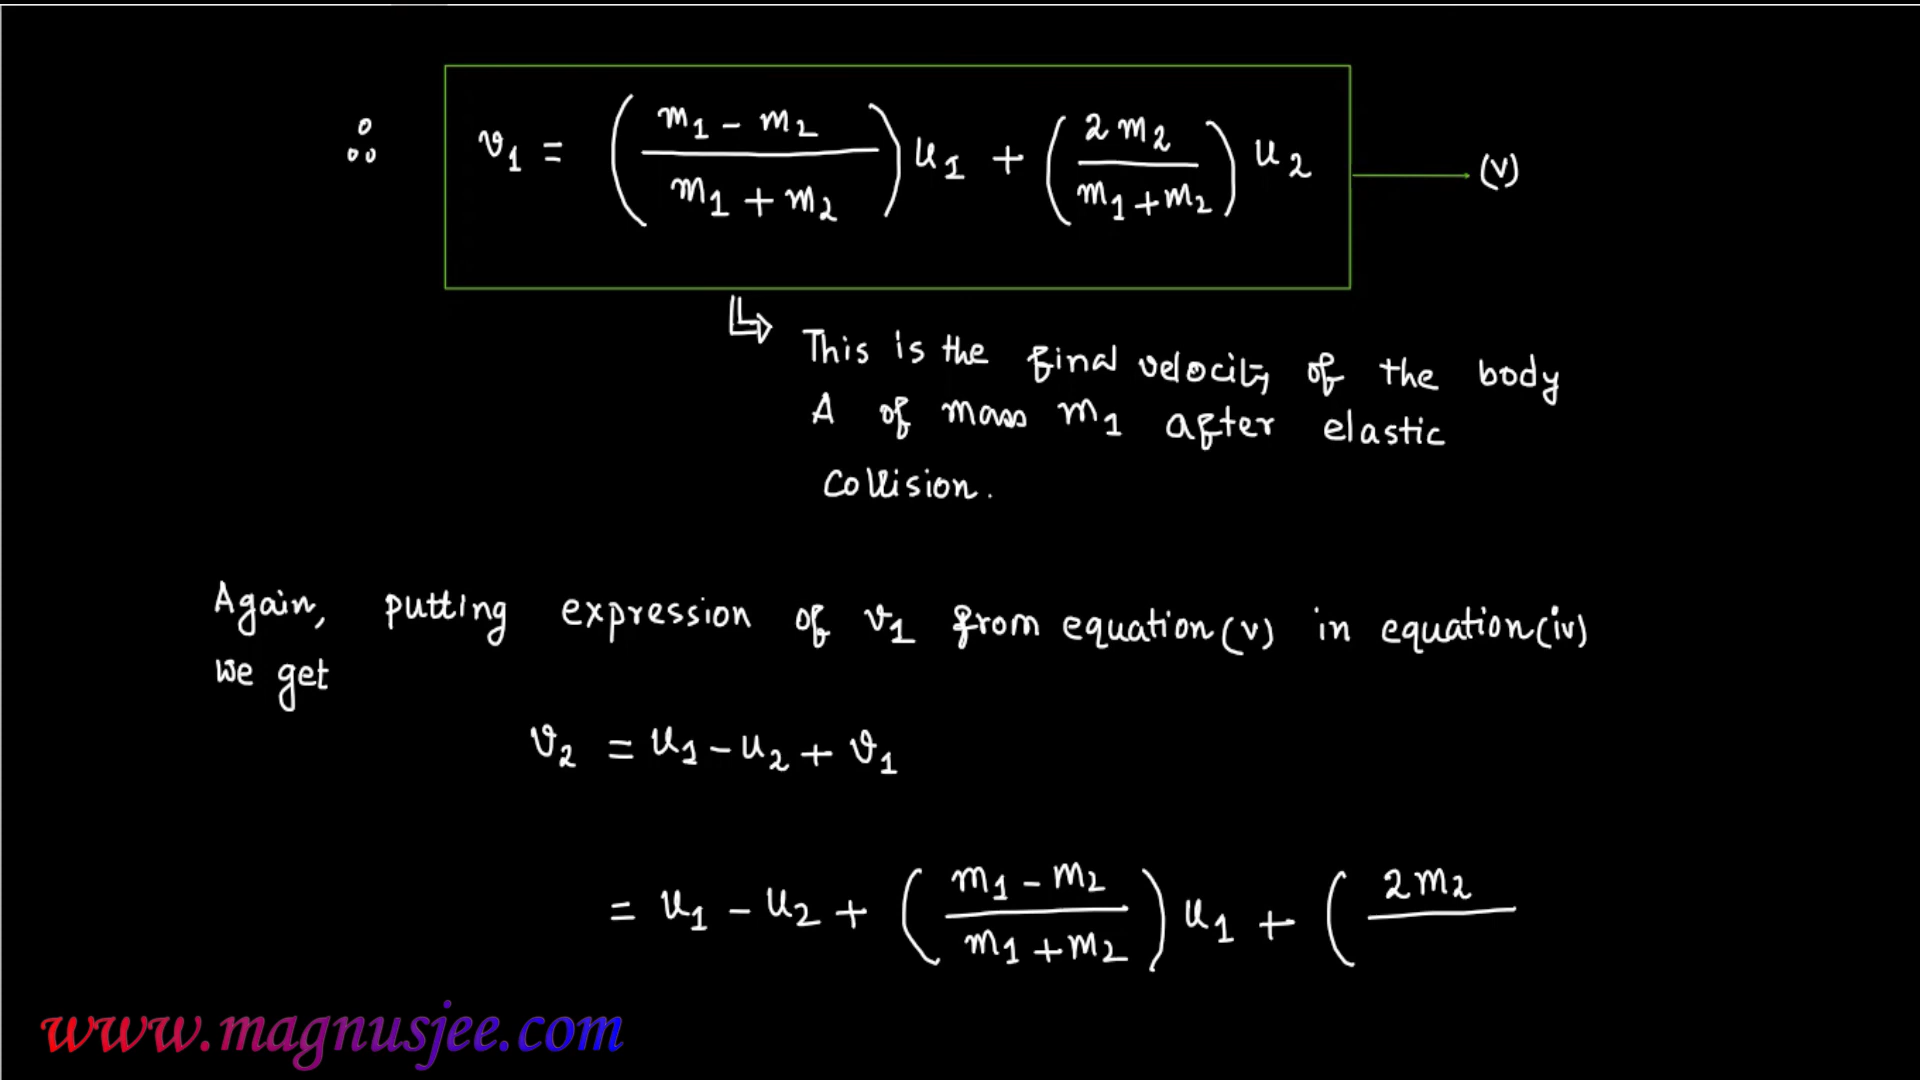 ∴ v₁ = ( (m₁ - m₂) / (m₁ + m₂) ) u₁ + ( 2m₂ / (m₁ + m₂) ) u₂ → (v)
↳ This is the final velocity of the body
A of mass m₁ after elastic
Collision.
Again, putting expression of v₁ from equation (v) in equation (iv)
we get
v₂ = u₁ - u₂ + v₁
= u₁ - u₂ + ( (m₁ - m₂) / (m₁ + m₂) ) u₁ + ( 2m₂ /
www.magnusjee.com